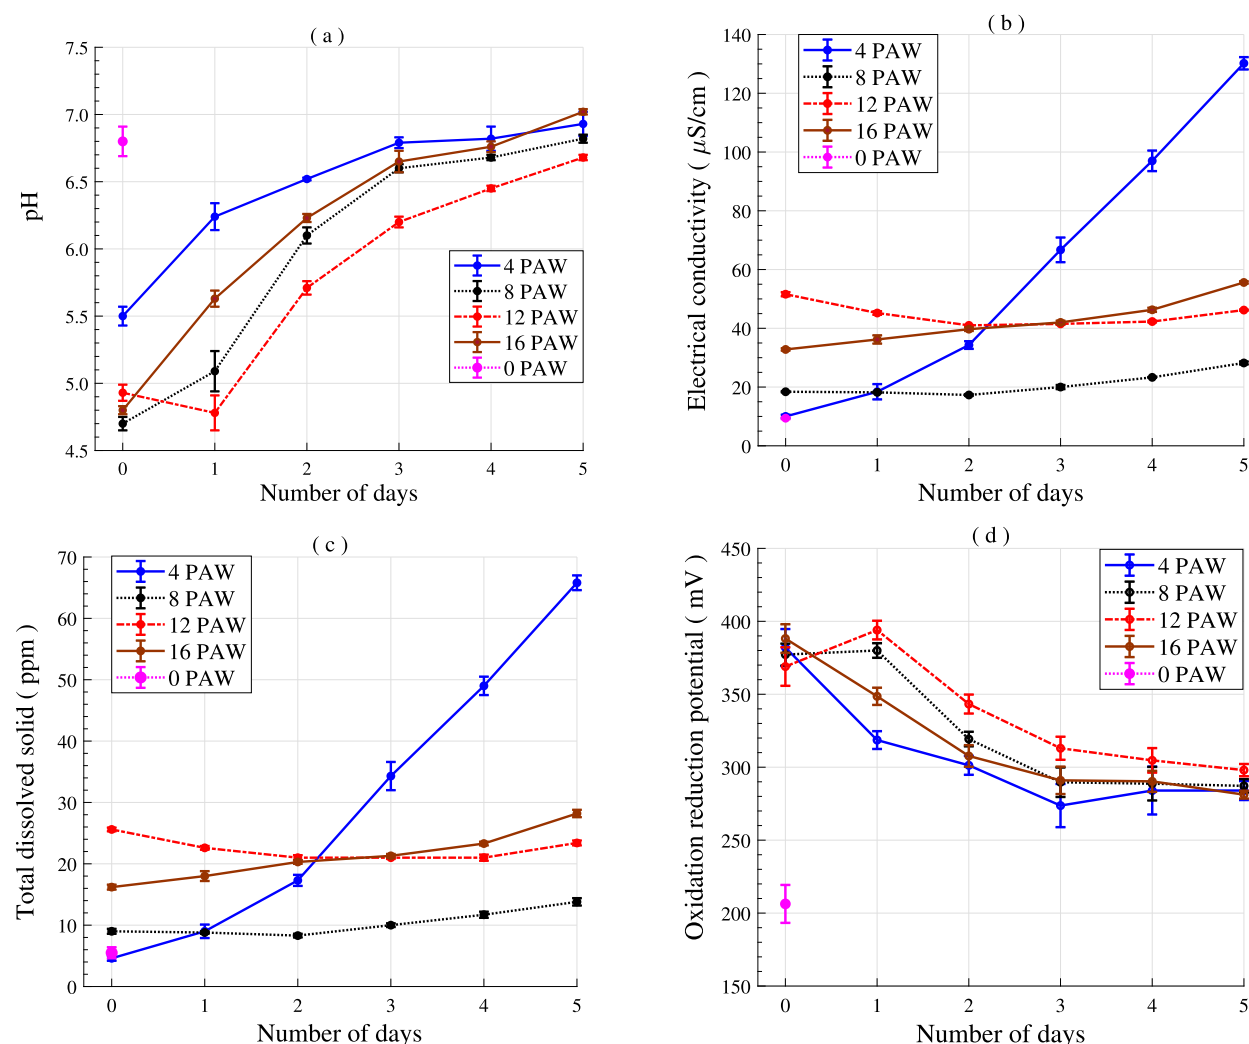 ( a )
7.5
7.0
6.5
6.0
5.5
5.0
4.5
pH
4 PAW
8 PAW
12 PAW
16 PAW
0 PAW
0 1 2 3 4 5
Number of days
( b )
140
120
100
80
60
40
20
0
Electrical conductivity ( μS/cm )
4 PAW
8 PAW
12 PAW
16 PAW
0 PAW
0 1 2 3 4 5
Number of days
( c )
70
60
50
40
30
20
10
0
Total dissolved solid ( ppm )
4 PAW
8 PAW
12 PAW
16 PAW
0 PAW
0 1 2 3 4 5
Number of days
( d )
450
400
350
300
250
200
150
Oxidation reduction potential ( mV )
4 PAW
8 PAW
12 PAW
16 PAW
0 PAW
0 1 2 3 4 5
Number of days